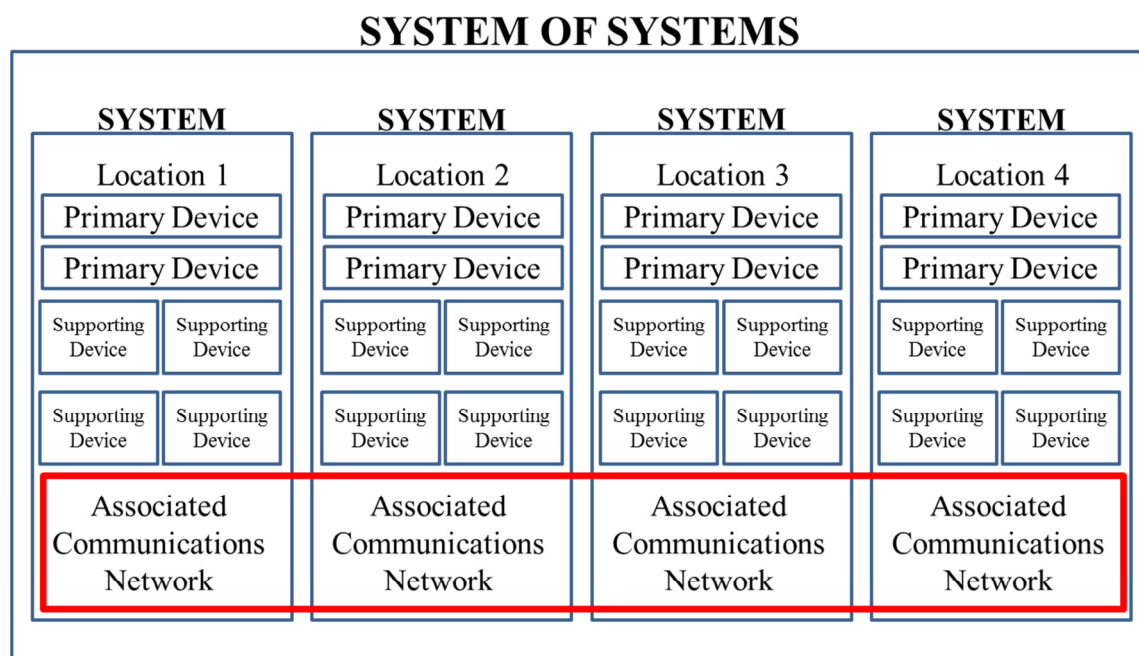 SYSTEM OF SYSTEMS
SYSTEM SYSTEM SYSTEM SYSTEM
Location 1 Location 2 Location 3 Location 4
Primary Device Primary Device Primary Device Primary Device
Primary Device Primary Device Primary Device Primary Device
Supporting Supporting Supporting Supporting Supporting Supporting Supporting Supporting
Device Device Device Device Device Device Device Device
Supporting Supporting Supporting Supporting Supporting Supporting Supporting Supporting
Device Device Device Device Device Device Device Device
Associated Associated Associated Associated
Communications Communications Communications Communications
Network Network Network Network